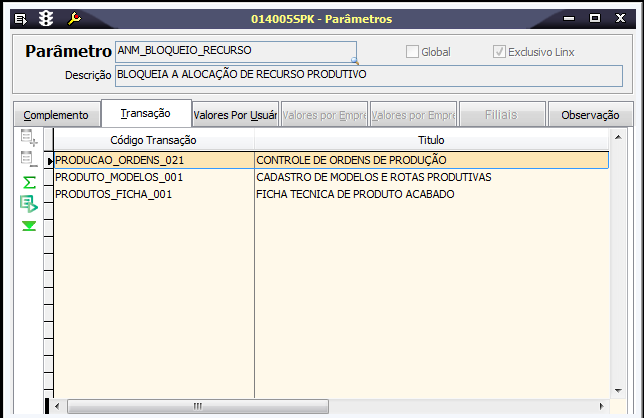 014005SPK - Parâmetros
Parâmetro ANM_BLOQUEIO_RECURSO Global Exclusivo Linx
Descrição BLOQUEIA A ALOCAÇÃO DE RECURSO PRODUTIVO
Complemento Transação Valores Por Usuár Valores por Empre Valores por Empre Filiais Observação
Código Transação Titulo
PRODUCAO_ORDENS_021 CONTROLE DE ORDENS DE PRODUÇÃO
PRODUTO_MODELOS_001 CADASTRO DE MODELOS E ROTAS PRODUTIVAS
PRODUTOS_FICHA_001 FICHA TECNICA DE PRODUTO ACABADO